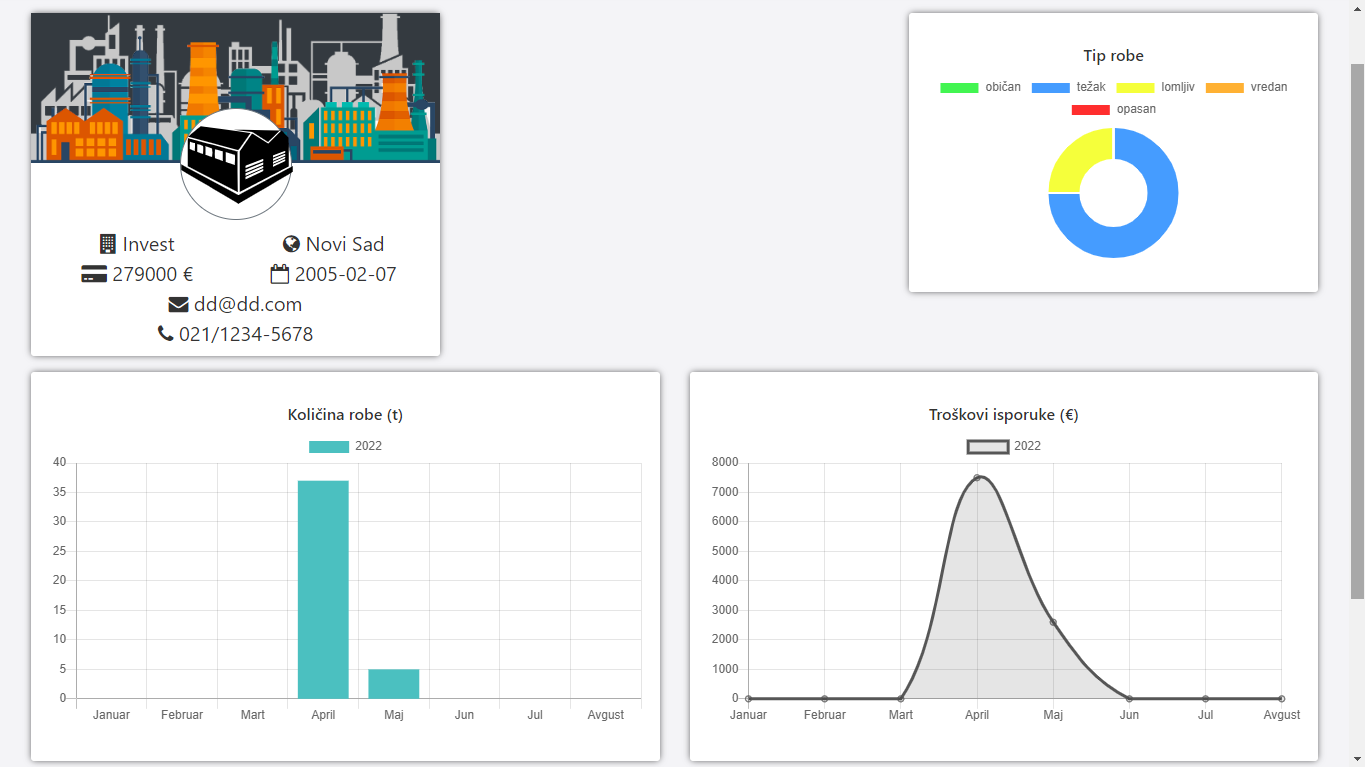 Invest
Novi Sad
279000 €
2005-02-07
dd@dd.com
021/1234-5678
Tip robe
običan težak lomljiv vredan
opasan
Količina robe (t)
2022
40
35
30
25
20
15
10
5
0
Januar Februar Mart April Maj Jun Jul Avgust
Troškovi isporuke (€)
2022
8000
7000
6000
5000
4000
3000
2000
1000
0
Januar Februar Mart April Maj Jun Jul Avgust